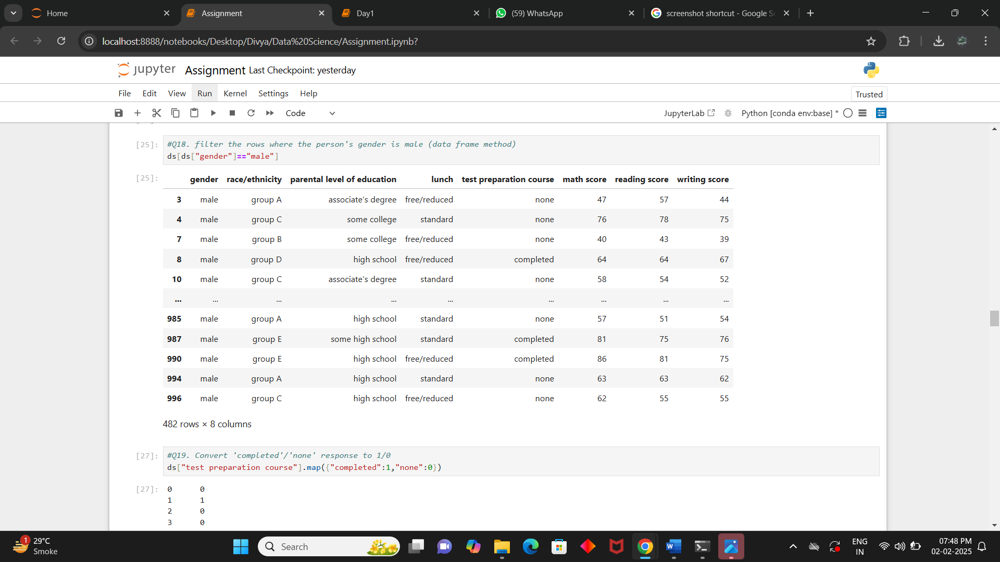 Home
Assignment
Day1
(59) WhatsApp
screenshot shortcut - Google Se
localhost:8888/notebooks/Desktop/Divya/Data%20Science/Assignment.ipynb?
jupyter Assignment Last Checkpoint: yesterday
File Edit View Run Kernel Settings Help
Trusted
Code
JupyterLab
Python [conda env:base] *
[25]: #Q18. filter the rows where the person's gender is male (data frame method)
ds[ds["gender"]=="male"]
[25]: gender race/ethnicity parental level of education lunch test preparation course math score reading score writing score
3 male group A associate's degree free/reduced none 47 57 44
4 male group C some college standard none 76 78 75
7 male group B some college free/reduced none 40 43 39
8 male group D high school free/reduced completed 64 64 67
10 male group C associate's degree standard none 58 54 52
... ... ... ... ... ... ... ... ...
985 male group A high school standard none 57 51 54
987 male group E some high school standard completed 81 75 76
990 male group E high school free/reduced completed 86 81 75
994 male group A high school standard none 63 63 62
996 male group C high school free/reduced none 62 55 55
482 rows × 8 columns
[27]: #Q19. Convert 'completed'/'none' response to 1/0
ds["test preparation course"].map({"completed":1,"none":0})
[27]: 0 0
1 1
2 0
3 0
1
29°C
Smoke
Search
ENG
IN
07:48 PM
02-02-2025